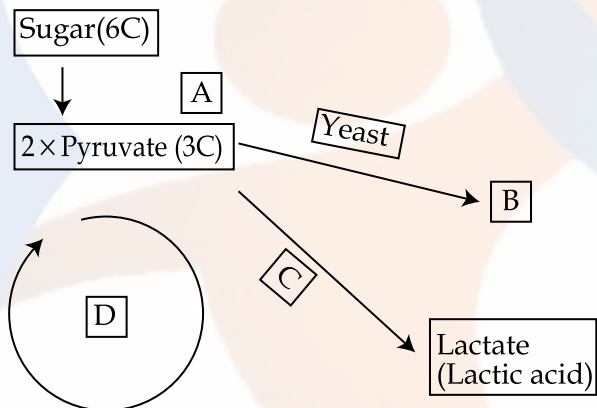 Sugar(6C)
A
2×Pyruvate (3C)
Yeast
B
C
D
Lactate
(Lactic acid)